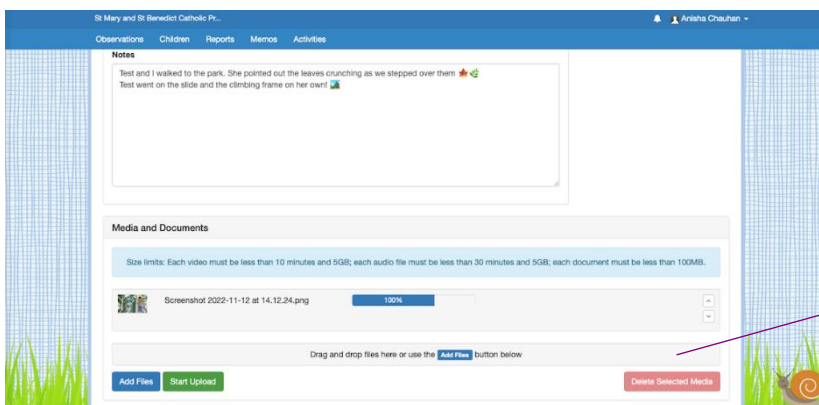 St Mary and St Benedict Catholic Pr...
Anisha Chauhan
Observations Children Reports Memos Activities
Notes
Test and I walked to the park. She pointed out the leaves crunching as we stepped over them 🍁🌿
Test went on the slide and the climbing frame on her own! 🏞️
Media and Documents
Size limits: Each video must be less than 10 minutes and 5GB; each audio file must be less than 30 minutes and 5GB; each document must be less than 100MB.
Screenshot 2022-11-12 at 14.12.24.png 100%
Drag and drop files here or use the Add Files button below
Add Files Start Upload Delete Selected Media